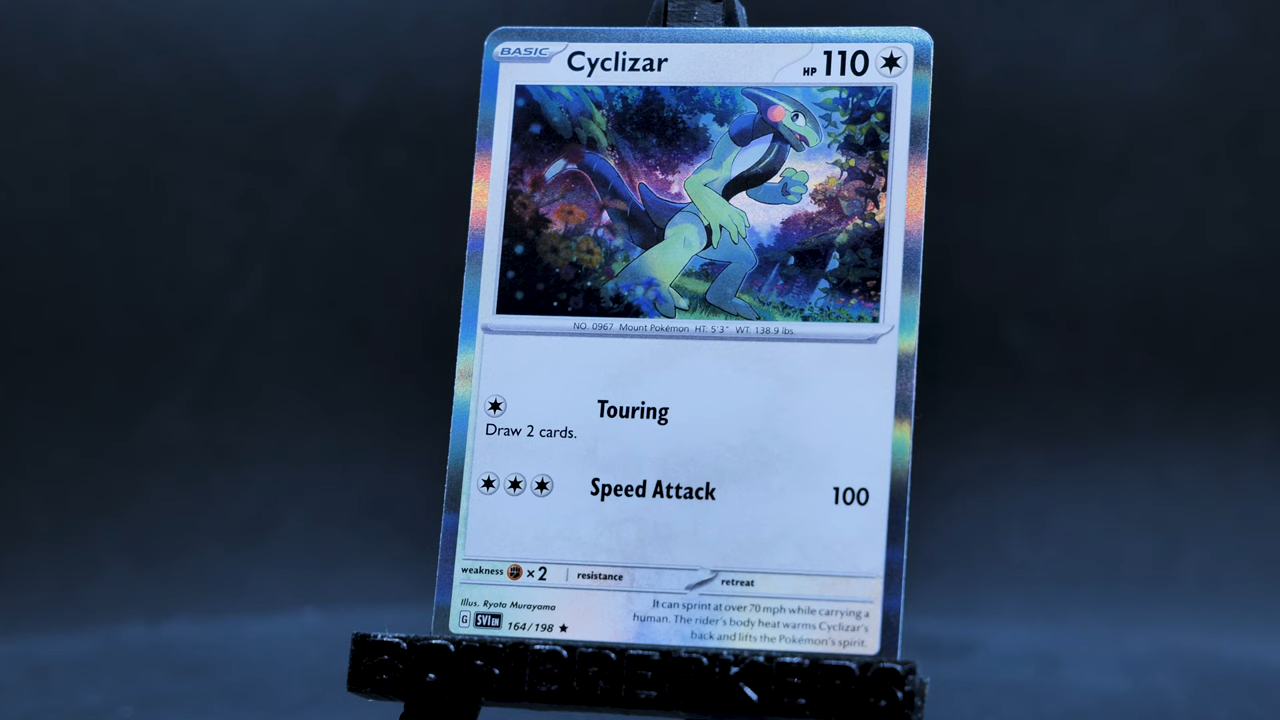 BASIC Cyclizar HP 110
NO. 0967 Mount Pokémon HT: 5'3" WT: 138.9 lbs.
Touring
Draw 2 cards.
Speed Attack 100
weakness ×2 resistance retreat
Illus. Ryota Murayama
It can sprint at over 70 mph while carrying a
human. The rider's body heat warms Cyclizar's
back and lifts the Pokémon's spirit.
G SVI EN 164/198